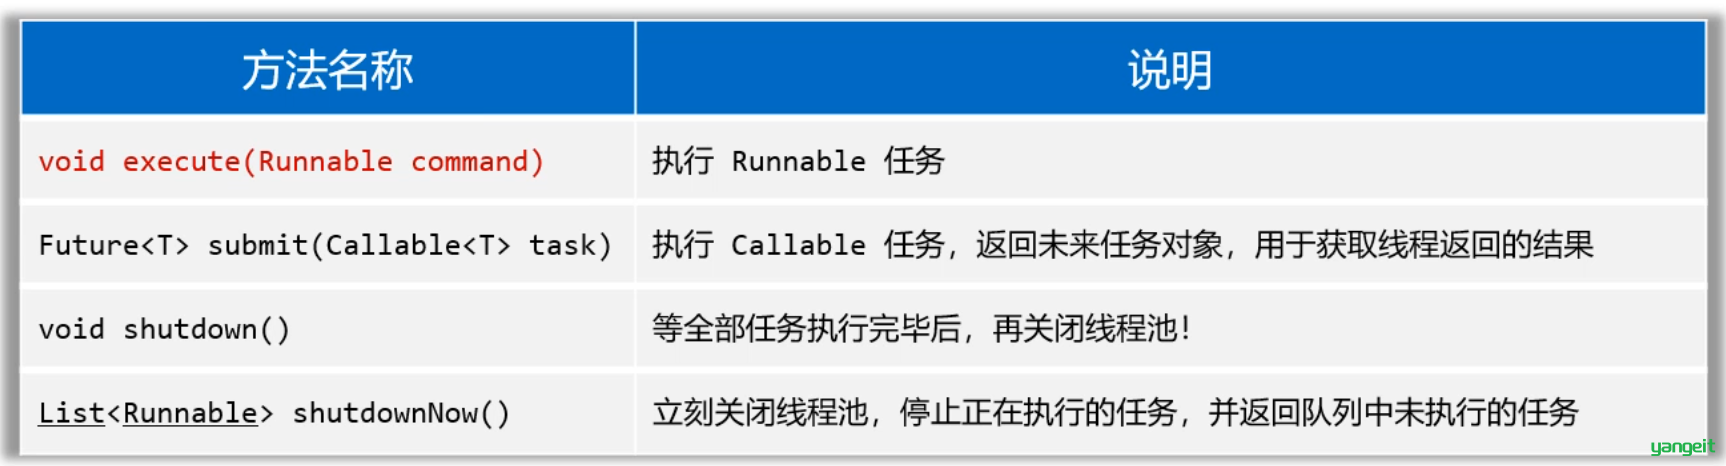 方法名称 说明
void execute(Runnable command) 执行 Runnable 任务
Future<T> submit(Callable<T> task) 执行 Callable 任务，返回未来任务对象，用于获取线程返回的结果
void shutdown() 等全部任务执行完毕后，再关闭线程池！
List<Runnable> shutdownNow() 立刻关闭线程池，停止正在执行的任务，并返回队列中未执行的任务
yangeit